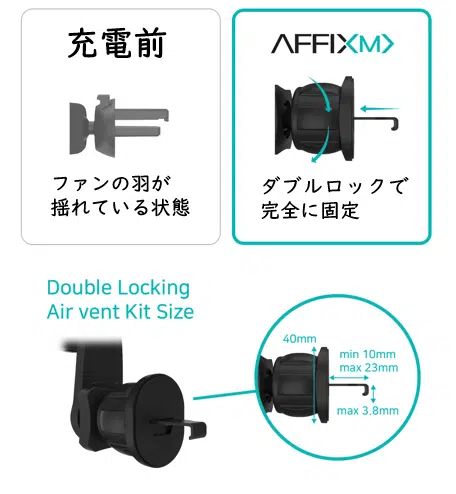 充電前
ファンの羽が
揺れている状態
AFFIX(M)
ダブルロックで
完全に固定
Double Locking
Air vent Kit Size
40mm
min 10mm
max 23mm
max 3.8mm